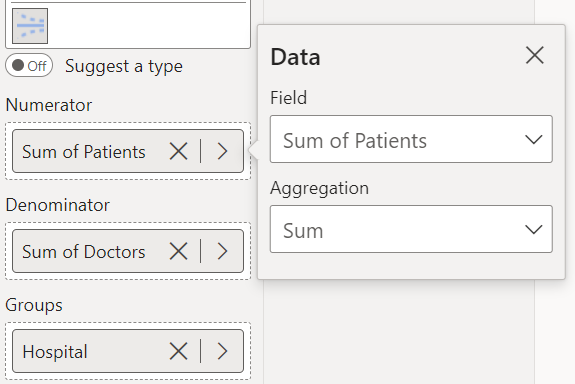 Off
Suggest a type
Numerator
Sum of Patients
Denominator
Sum of Doctors
Groups
Hospital
Data
Field
Sum of Patients
Aggregation
Sum